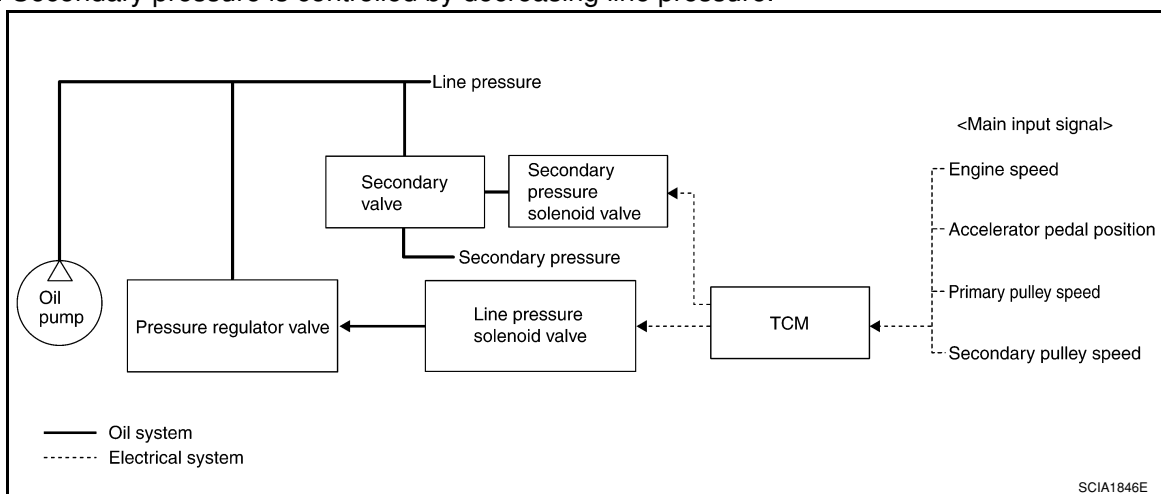 Secondary pressure is controlled by decreasing line pressure.
Line pressure
<Main input signal>
Secondary
valve
Secondary
pressure
solenoid valve
Engine speed
Accelerator pedal position
Secondary pressure
Oil
pump
Pressure regulator valve
Line pressure
solenoid valve
TCM
Primary pulley speed
Secondary pulley speed
Oil system
Electrical system
SCIA1846E